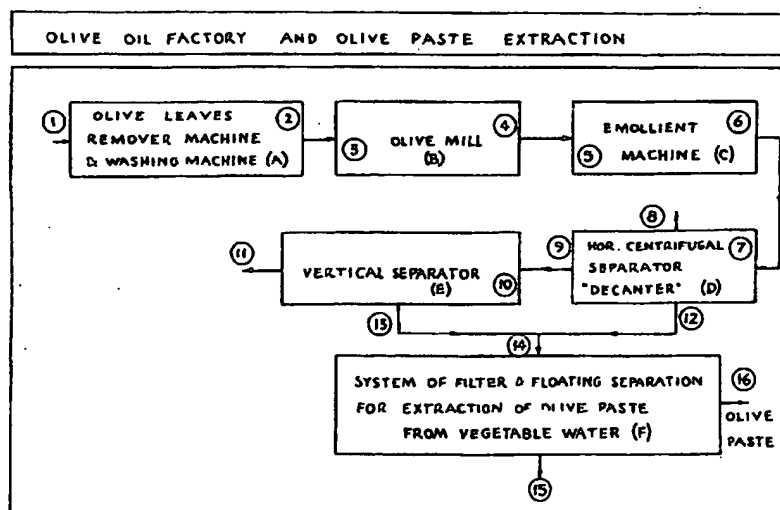 OLIVE OIL FACTORY AND OLIVE PASTE EXTRACTION
1
OLIVE LEAVES
REMOVER MACHINE
& WASHING MACHINE (A)
2
3
OLIVE MILL
(B)
4
5
EMOLLIENT
MACHINE (C)
6
7
HOR. CENTRIFUGAL
SEPARATOR
"DECANTER" (D)
8
9
VERTICAL SEPARATOR
(E)
10
11
12
13
14
SYSTEM OF FILTER & FLOATING SEPARATION
FOR EXTRACTION OF OLIVE PASTE
FROM VEGETABLE WATER (F)
15
16
OLIVE
PASTE